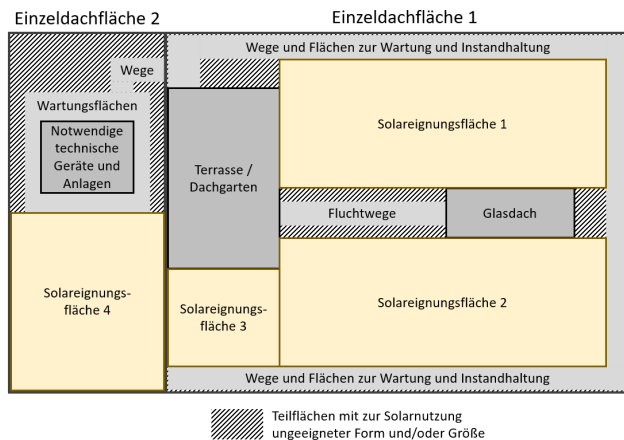 Einzeldachfläche 2
Einzeldachfläche 1
Wege und Flächen zur Wartung und Instandhaltung
Wege
Wartungsflächen
Notwendige
technische
Geräte und
Anlagen
Terrasse /
Dachgarten
Solareignungsfläche 1
Fluchtwege
Glasdach
Solareignungs-
fläche 4
Solareignungs-
fläche 3
Solareignungsfläche 2
Wege und Flächen zur Wartung und Instandhaltung
Teilflächen mit zur Solarnutzung
ungeeigneter Form und/oder Größe